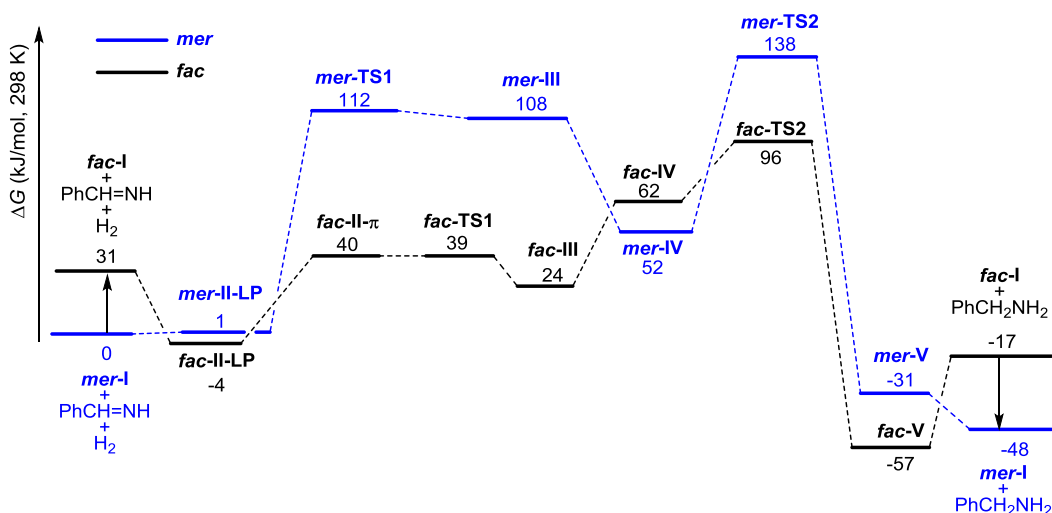 mer
fac
ΔG (kJ/mol, 298 K)
fac-I
+
PhCH=NH
+
H2
31
0
mer-I
+
PhCH=NH
+
H2
mer-II-LP
1
fac-II-LP
-4
mer-TS1
112
fac-II-π
40
fac-TS1
39
mer-III
108
fac-III
24
fac-IV
62
mer-IV
52
mer-TS2
138
fac-TS2
96
mer-V
-31
fac-V
-57
fac-I
+
PhCH2NH2
-17
-48
mer-I
+
PhCH2NH2